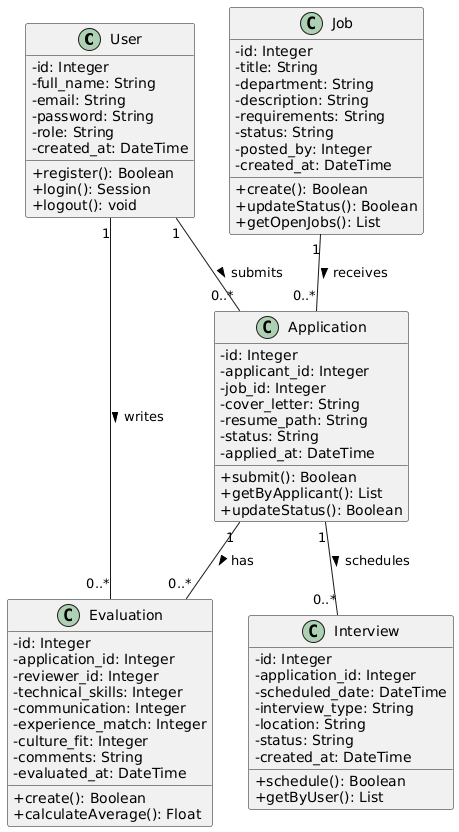 C User
-id: Integer
-full_name: String
-email: String
-password: String
-role: String
-created_at: DateTime
+register(): Boolean
+login(): Session
+logout(): void
C Job
-id: Integer
-title: String
-department: String
-description: String
-requirements: String
-status: String
-posted_by: Integer
-created_at: DateTime
+create(): Boolean
+updateStatus(): Boolean
+getOpenJobs(): List
1
1
1
submits
receives
0..*
0..*
C Application
-id: Integer
-applicant_id: Integer
-job_id: Integer
-cover_letter: String
-resume_path: String
-status: String
-applied_at: DateTime
+submit(): Boolean
+getByApplicant(): List
+updateStatus(): Boolean
writes
1
1
has
schedules
0..*
0..*
0..*
C Evaluation
-id: Integer
-application_id: Integer
-reviewer_id: Integer
-technical_skills: Integer
-communication: Integer
-experience_match: Integer
-culture_fit: Integer
-comments: String
-evaluated_at: DateTime
+create(): Boolean
+calculateAverage(): Float
C Interview
-id: Integer
-application_id: Integer
-scheduled_date: DateTime
-interview_type: String
-location: String
-status: String
-created_at: DateTime
+schedule(): Boolean
+getByUser(): List